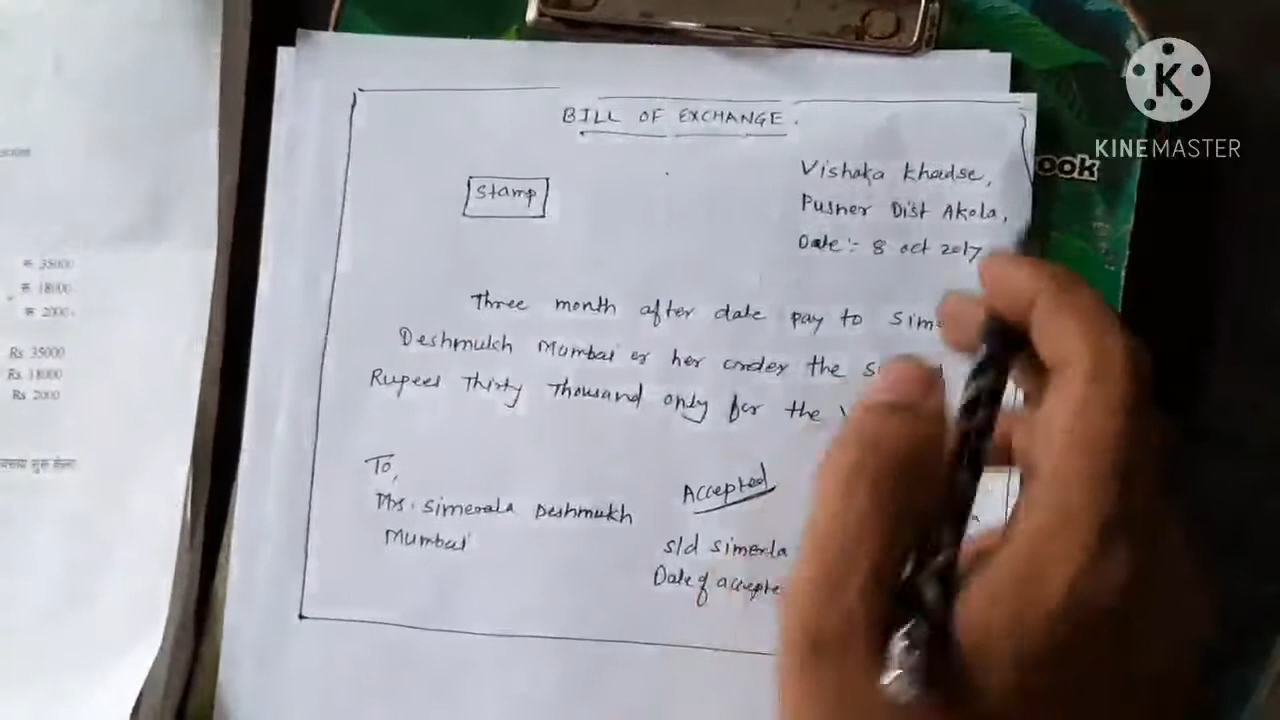 BILL OF EXCHANGE.
Stamp
Vishaka Khadse,
Pusher Dist Akola,
Date:- 8 oct 2017
Three month after date pay to
Deshmukh Mumbai or her order the
Rupees Thirty Thousand only for the
To,
Mrs. Simerala Deshmukh
Mumbai
Accepted
s/d simerla
Date of accepte
K
KINEMASTER
ook
₹ 35000
₹ 18000
₹ 2000
Rs 35000
Rs. 18000
Rs 2000